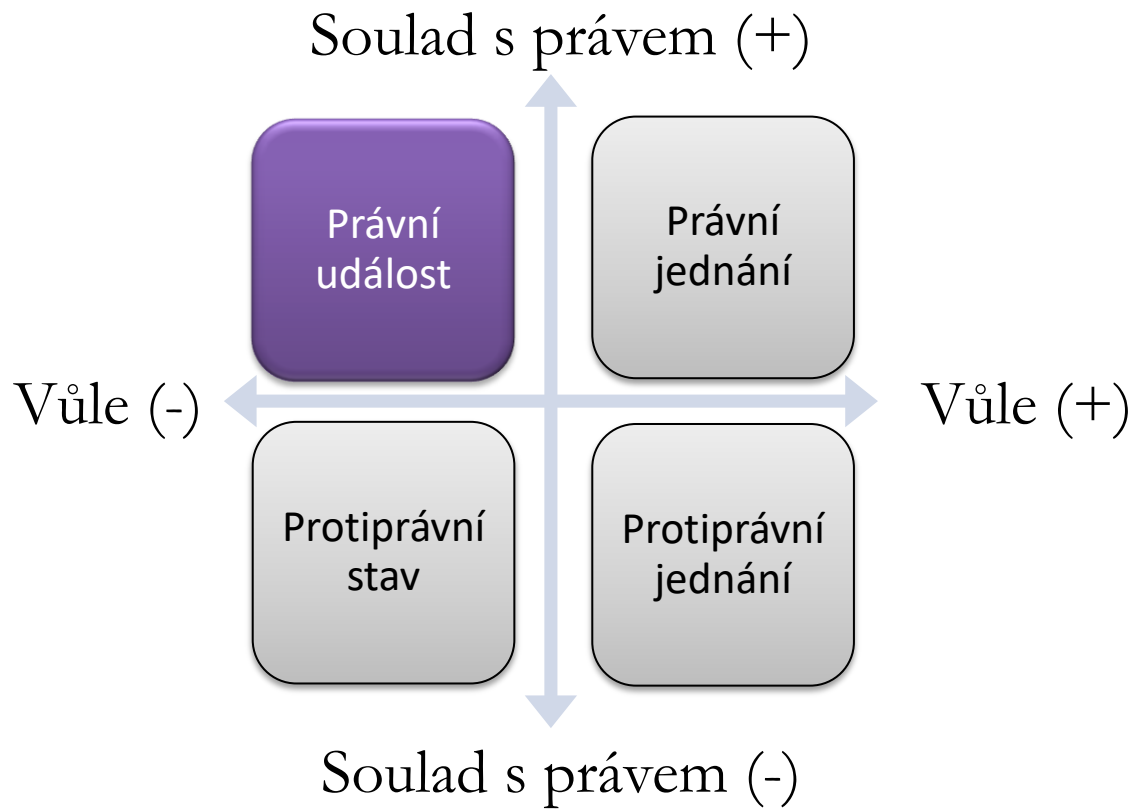 Soulad s právem (+)
Právní
událost
Právní
jednání
Vůle (-)
Vůle (+)
Protiprávní
stav
Protiprávní
jednání
Soulad s právem (-)